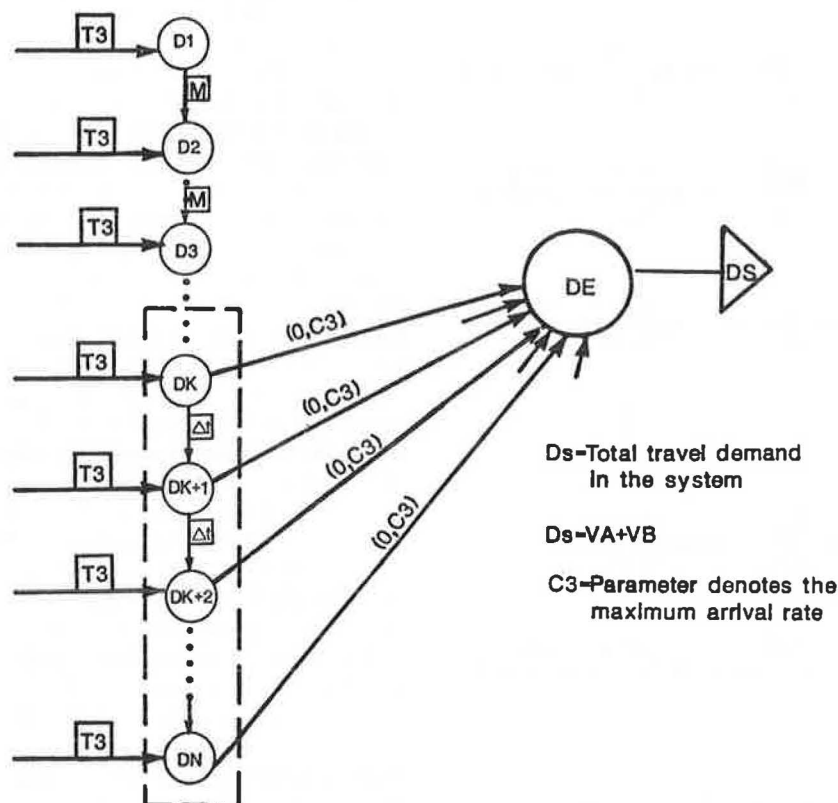 T3
D1
M
T3
D2
M
T3
D3
DE
DS
T3
DK
(0,C3)
Δt
T3
DK+1
(0,C3)
Δt
T3
DK+2
(0,C3)
T3
DN
(0,C3)
Ds=Total travel demand
in the system
Ds=VA+VB
C3=Parameter denotes the
maximum arrival rate